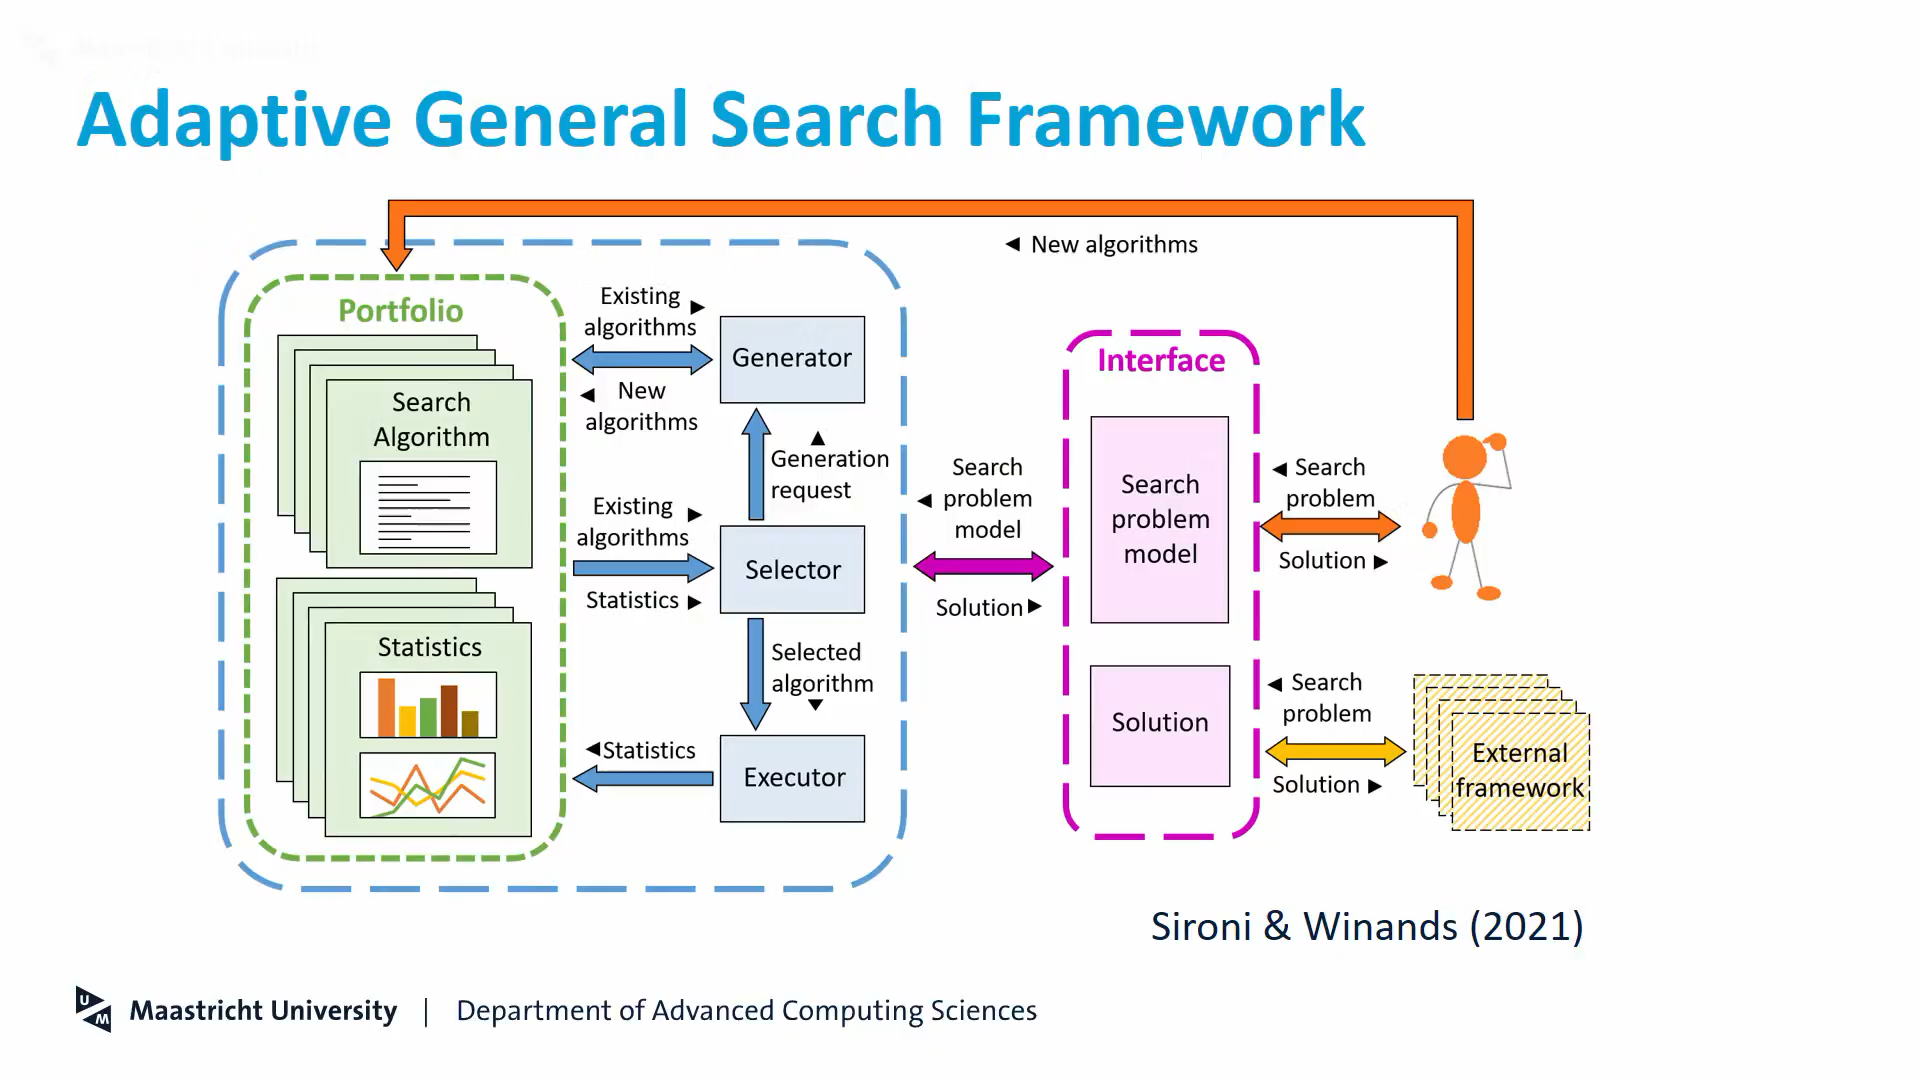 Adaptive General Search Framework
◄ New algorithms
Portfolio
Search
Algorithm
Statistics
Existing ►
algorithms
◄ New
algorithms
Generator
▲
Generation
request
Existing ►
algorithms
Statistics ►
Selector
Selected
algorithm
▼
◄Statistics
Executor
Search
◄ problem
model
Solution►
Interface
Search
problem
model
Solution
◄ Search
problem
Solution ►
◄ Search
problem
Solution ►
External
framework
Sironi & Winands (2021)
UM
Maastricht University | Department of Advanced Computing Sciences